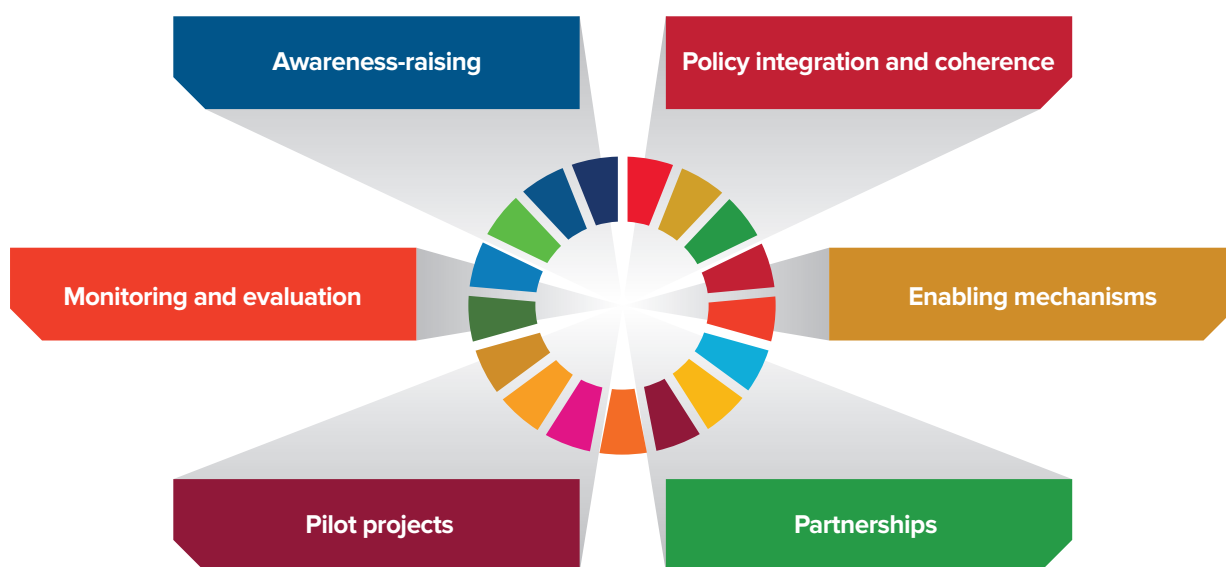 Awareness-raising
Policy integration and coherence
Monitoring and evaluation
Enabling mechanisms
Pilot projects
Partnerships